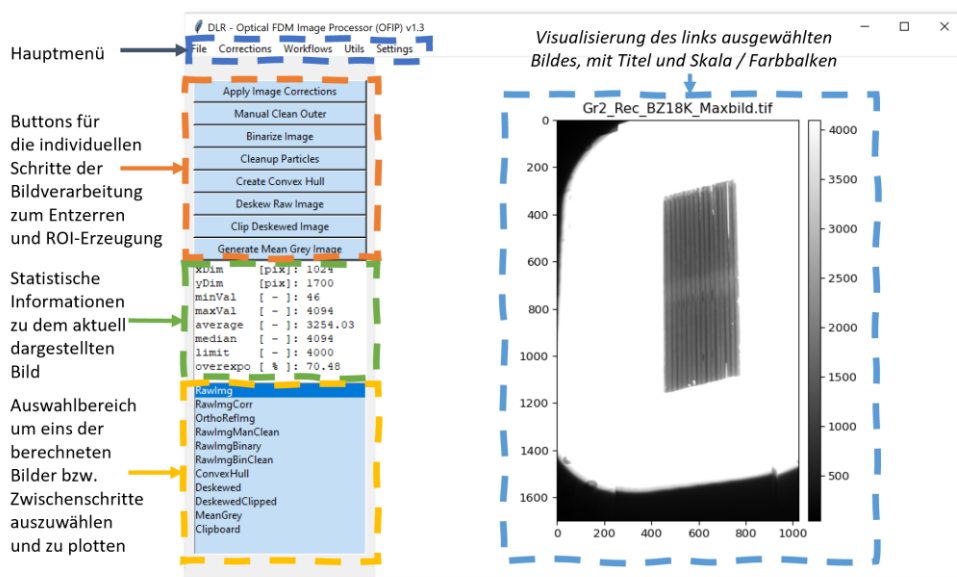 DLR - Optical FDM Image Processor (OFIP) v1.3
File Corrections Workflows Utils Settings
Hauptmenü
Visualisierung des links ausgewählten
Bildes, mit Titel und Skala / Farbbalken
Buttons für
die individuellen
Schritte der
Bildverarbeitung
zum Entzerren
und ROI-Erzeugung
Apply Image Corrections
Manual Clean Outer
Binarize Image
Cleanup Particles
Create Convex Hull
Deskew Raw Image
Clip Deskewed Image
Generate Mean Grey Image
Statistische
Informationen
zu dem aktuell
dargestellten
Bild
xDim [pix]: 1024
yDim [pix]: 1700
minVal [ - ]: 46
maxVal [ - ]: 4094
average [ - ]: 3254.03
median [ - ]: 4094
limit [ - ]: 4000
overexpo [ % ]: 70.48
Auswahlbereich
um eins der
berechneten
Bilder bzw.
Zwischenschritte
auszuwählen
und zu plotten
RawImg
RawImgCorr
OrthoRefImg
RawImgManClean
RawImgBinary
RawImgBinClean
ConvexHull
Deskewed
DeskewedClipped
MeanGrey
Clipboard
Gr2_Rec_BZ18K_Maxbild.tif
0
200
400
600
800
1000
1200
1400
1600
0 200 400 600 800 1000
4000
3500
3000
2500
2000
1500
1000
500